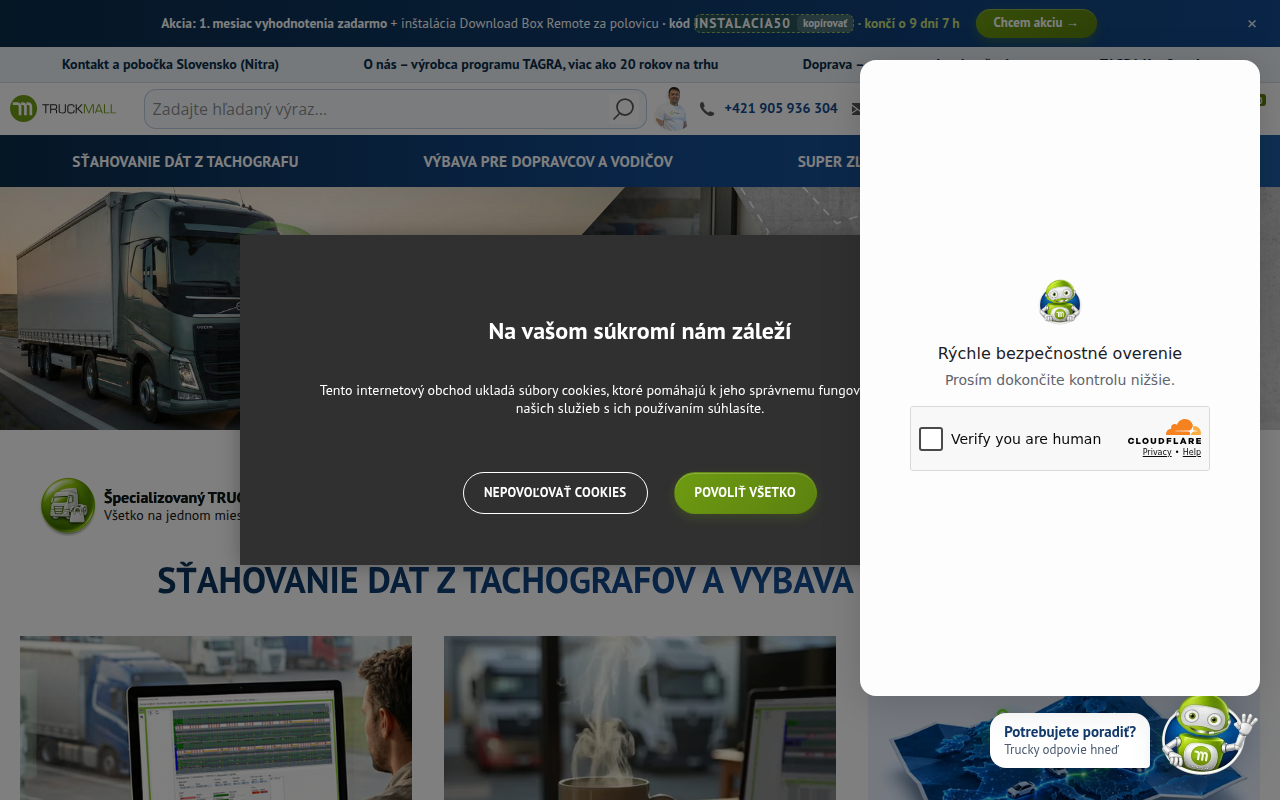 Akcia: 1. mesiac vyhodnotenia zadarmo + inštalácia Download Box Remote za polovicu · kód INSTALACIA50 kopírovať · končí o 9 dní 7 h Chcem akciu → ×
Kontakt a pobočka Slovensko (Nitra) O nás – výrobca programu TAGRA, viac ako 20 rokov na trhu Doprava –
TRUCKMALL Zadajte hľadaný výraz... +421 905 936 304
SŤAHOVANIE DÁT Z TACHOGRAFU VÝBAVA PRE DOPRAVCOV A VODIČOV SUPER ZL
Na vašom súkromí nám záleží
Tento internetový obchod ukladá súbory cookies, ktoré pomáhajú k jeho správnemu fungov
našich služieb s ich používaním súhlasíte.
NEPOVOĽOVAŤ COOKIES POVOLIŤ VŠETKO
Rýchle bezpečnostné overenie
Prosím dokončite kontrolu nižšie.
Verify you are human
CLOUDFLARE
Privacy • Help
Špecializovaný TRUC
Všetko na jednom mies
SŤAHOVANIE DÁT Z TACHOGRAFOV A VÝBAVA
Potrebujete poradiť?
Trucky odpovie hneď